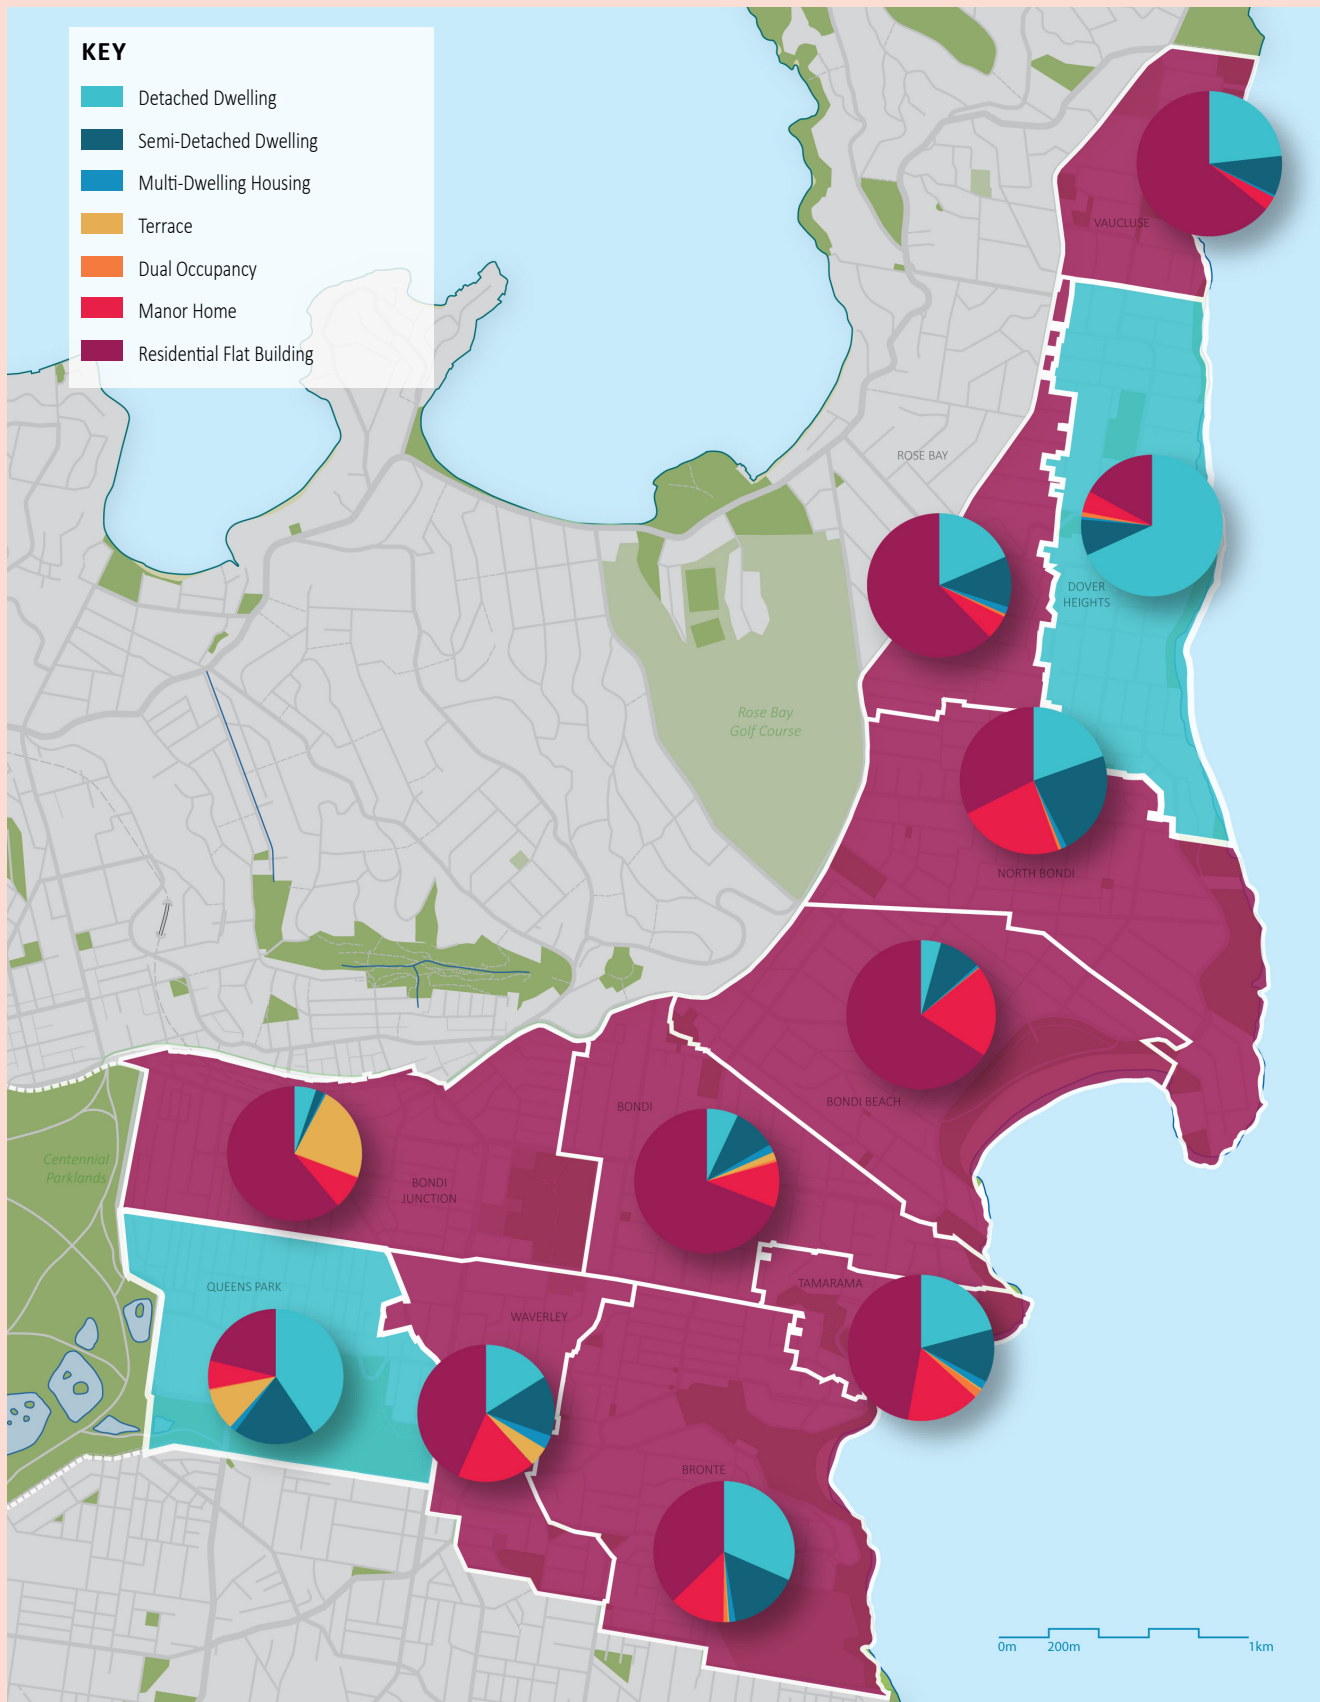 KEY
Detached Dwelling
Semi-Detached Dwelling
Multi-Dwelling Housing
Terrace
Dual Occupancy
Manor Home
Residential Flat Building
VAUCLUSE
ROSE BAY
DOVER
HEIGHTS
Rose Bay
Golf Course
NORTH BONDI
BONDI BEACH
BONDI
Centennial
Parklands
BONDI
JUNCTION
QUEENS PARK
TAMARAMA
WAVERLEY
BRONTE
0m
200m
1km